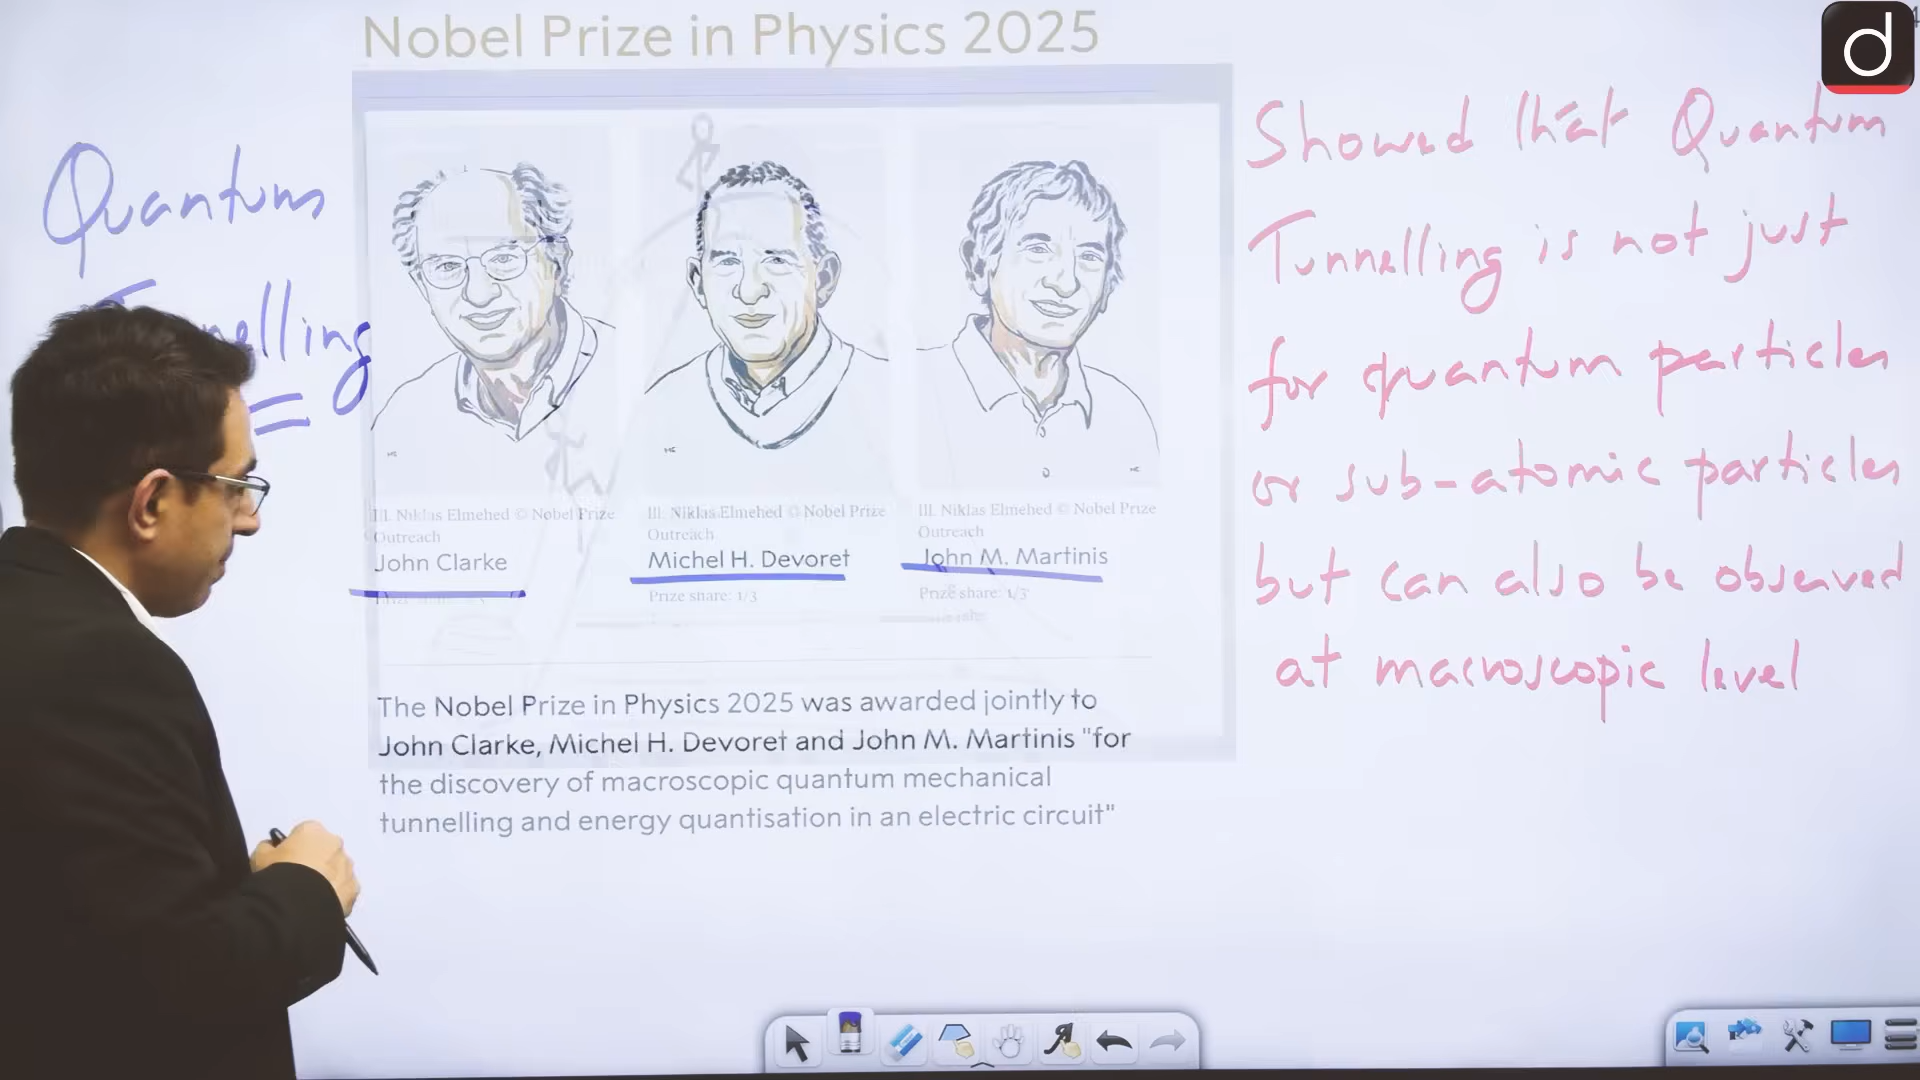 Nobel Prize in Physics 2025
d
Quantum
Tunnelling
Ill. Niklas Elmehed © Nobel Prize
Outreach
John Clarke
Ill. Niklas Elmehed © Nobel Prize
Outreach
Michel H. Devoret
Prize share: 1/3
Ill. Niklas Elmehed © Nobel Prize
Outreach
John M. Martinis
Prize share: 1/3
The Nobel Prize in Physics 2025 was awarded jointly to
John Clarke, Michel H. Devoret and John M. Martinis "for
the discovery of macroscopic quantum mechanical
tunnelling and energy quantisation in an electric circuit"
Showed that Quantum
Tunnelling is not just
for quantum particles
or sub-atomic particles
but can also be observed
at macroscopic level